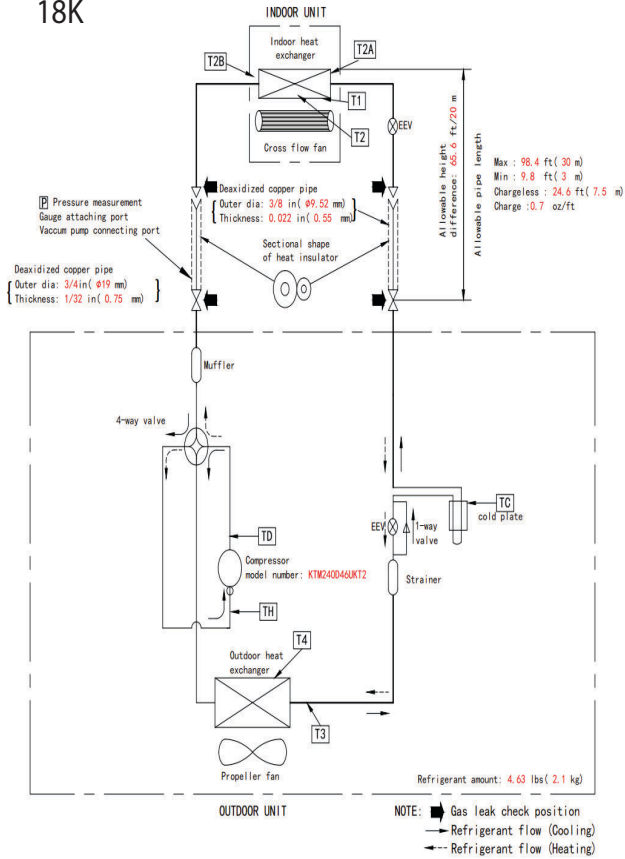 18K
INDOOR UNIT
Indoor heat
exchanger
T2B
T2A
T1
T2
EEV
Cross flow fan
Allowable height
difference: 65.6 ft/20 m
Allowable pipe length
Max : 98.4 ft( 30 m)
Min : 9.8 ft( 3 m)
Chargeless : 24.6 ft( 7.5 m)
Charge :0.7 oz/ft
P Pressure measurement
Gauge attaching port
Vaccum pump connecting port
Deaxidized copper pipe
Outer dia: 3/8 in( Ø9.52 mm)
Thickness: 0.022 in( 0.55 mm)
Sectional shape
of heat insulator
Deaxidized copper pipe
Outer dia: 3/4in( Ø19 mm)
Thickness: 1/32 in( 0.75 mm)
Muffler
4-way valve
TC
cold plate
EEV
1-way
valve
TD
Compressor
model number: KTM240D46UKT2
Strainer
TH
T4
Outdoor heat
exchanger
T3
Propeller fan
Refrigerant amount: 4.63 lbs( 2.1 kg)
OUTDOOR UNIT
NOTE: Gas leak check position
Refrigerant flow (Cooling)
Refrigerant flow (Heating)